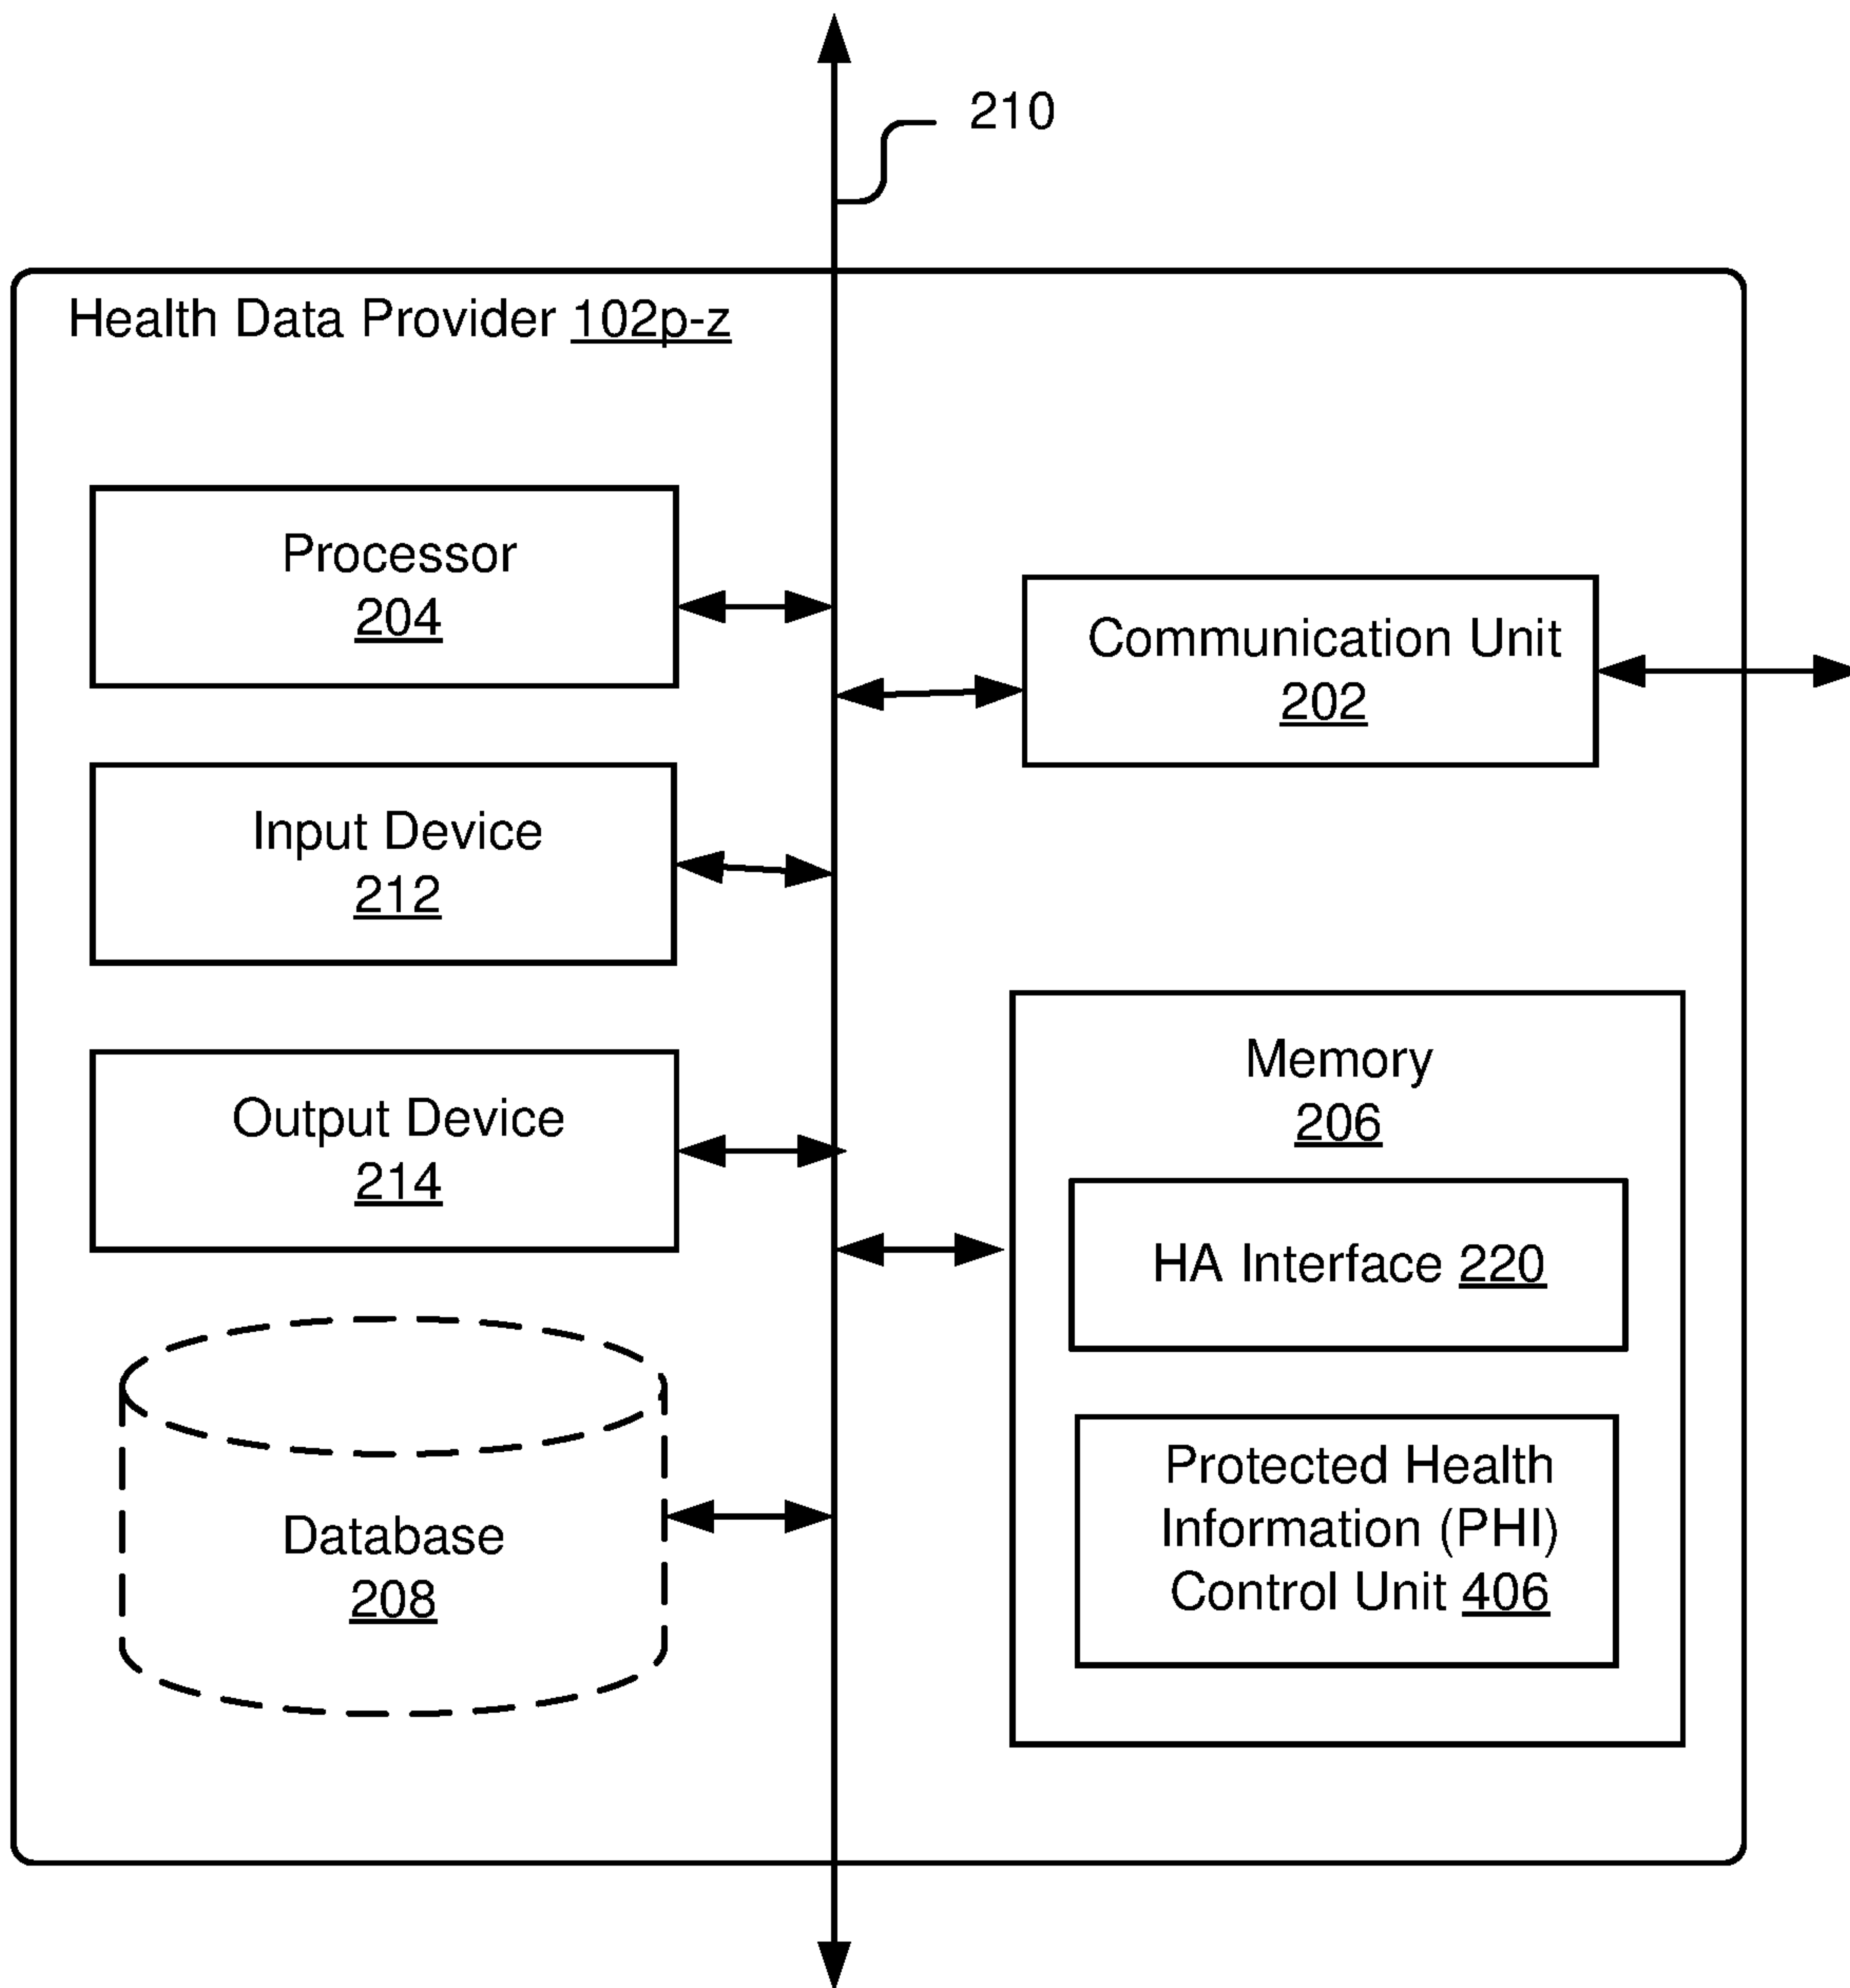 210
Health Data Provider 102p-z
Processor
204
Communication Unit
202
Input Device
212
Output Device
214
Memory
206
HA Interface 220
Protected Health
Information (PHI)
Control Unit 406
Database
208